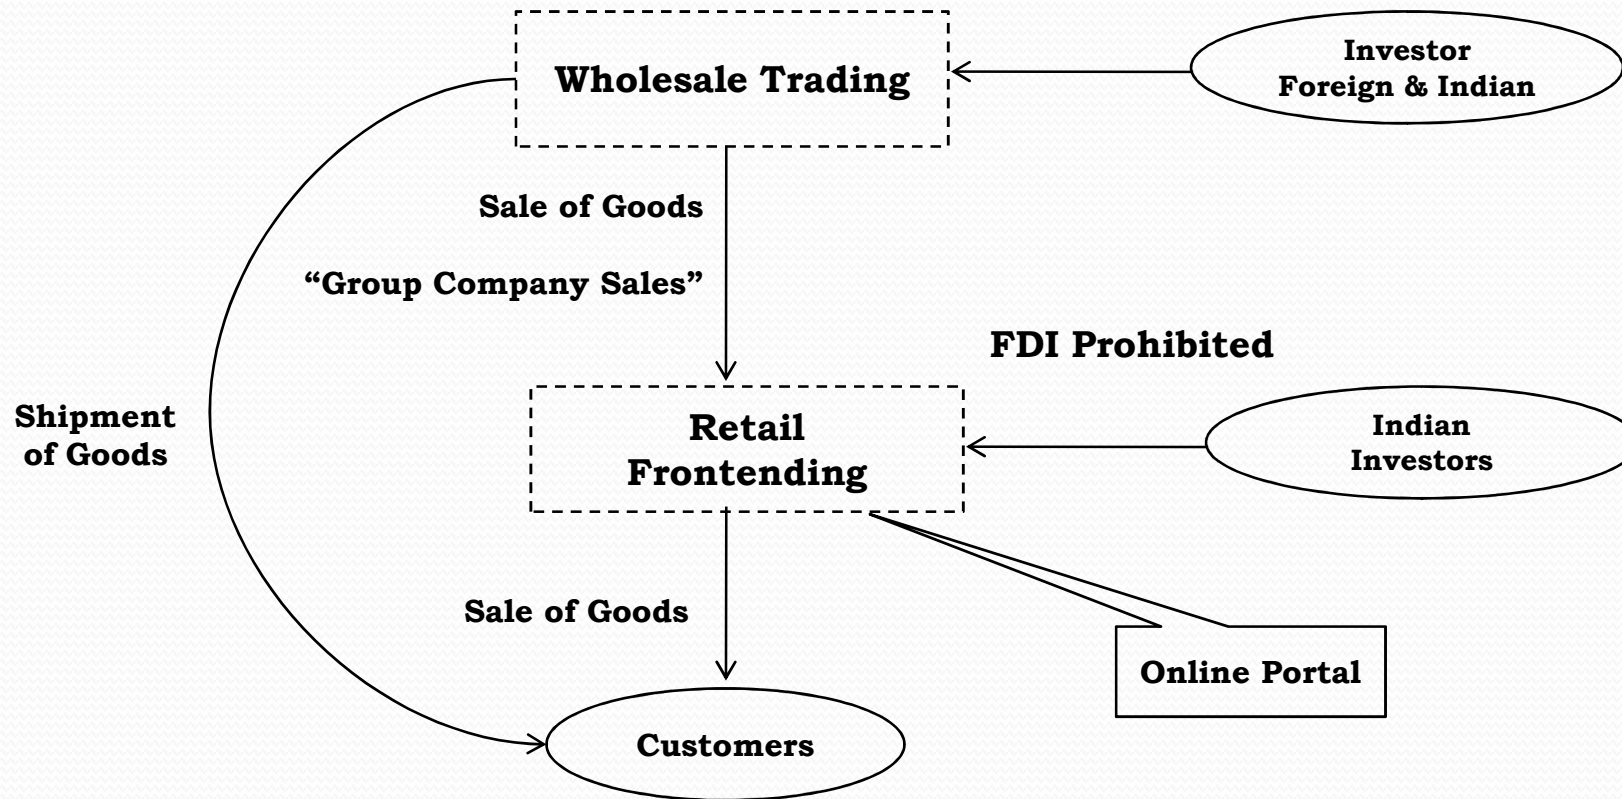 Investor
Foreign & Indian
Wholesale Trading
Sale of Goods
“Group Company Sales”
FDI Prohibited
Shipment
of Goods
Retail
Frontending
Indian
Investors
Sale of Goods
Online Portal
Customers